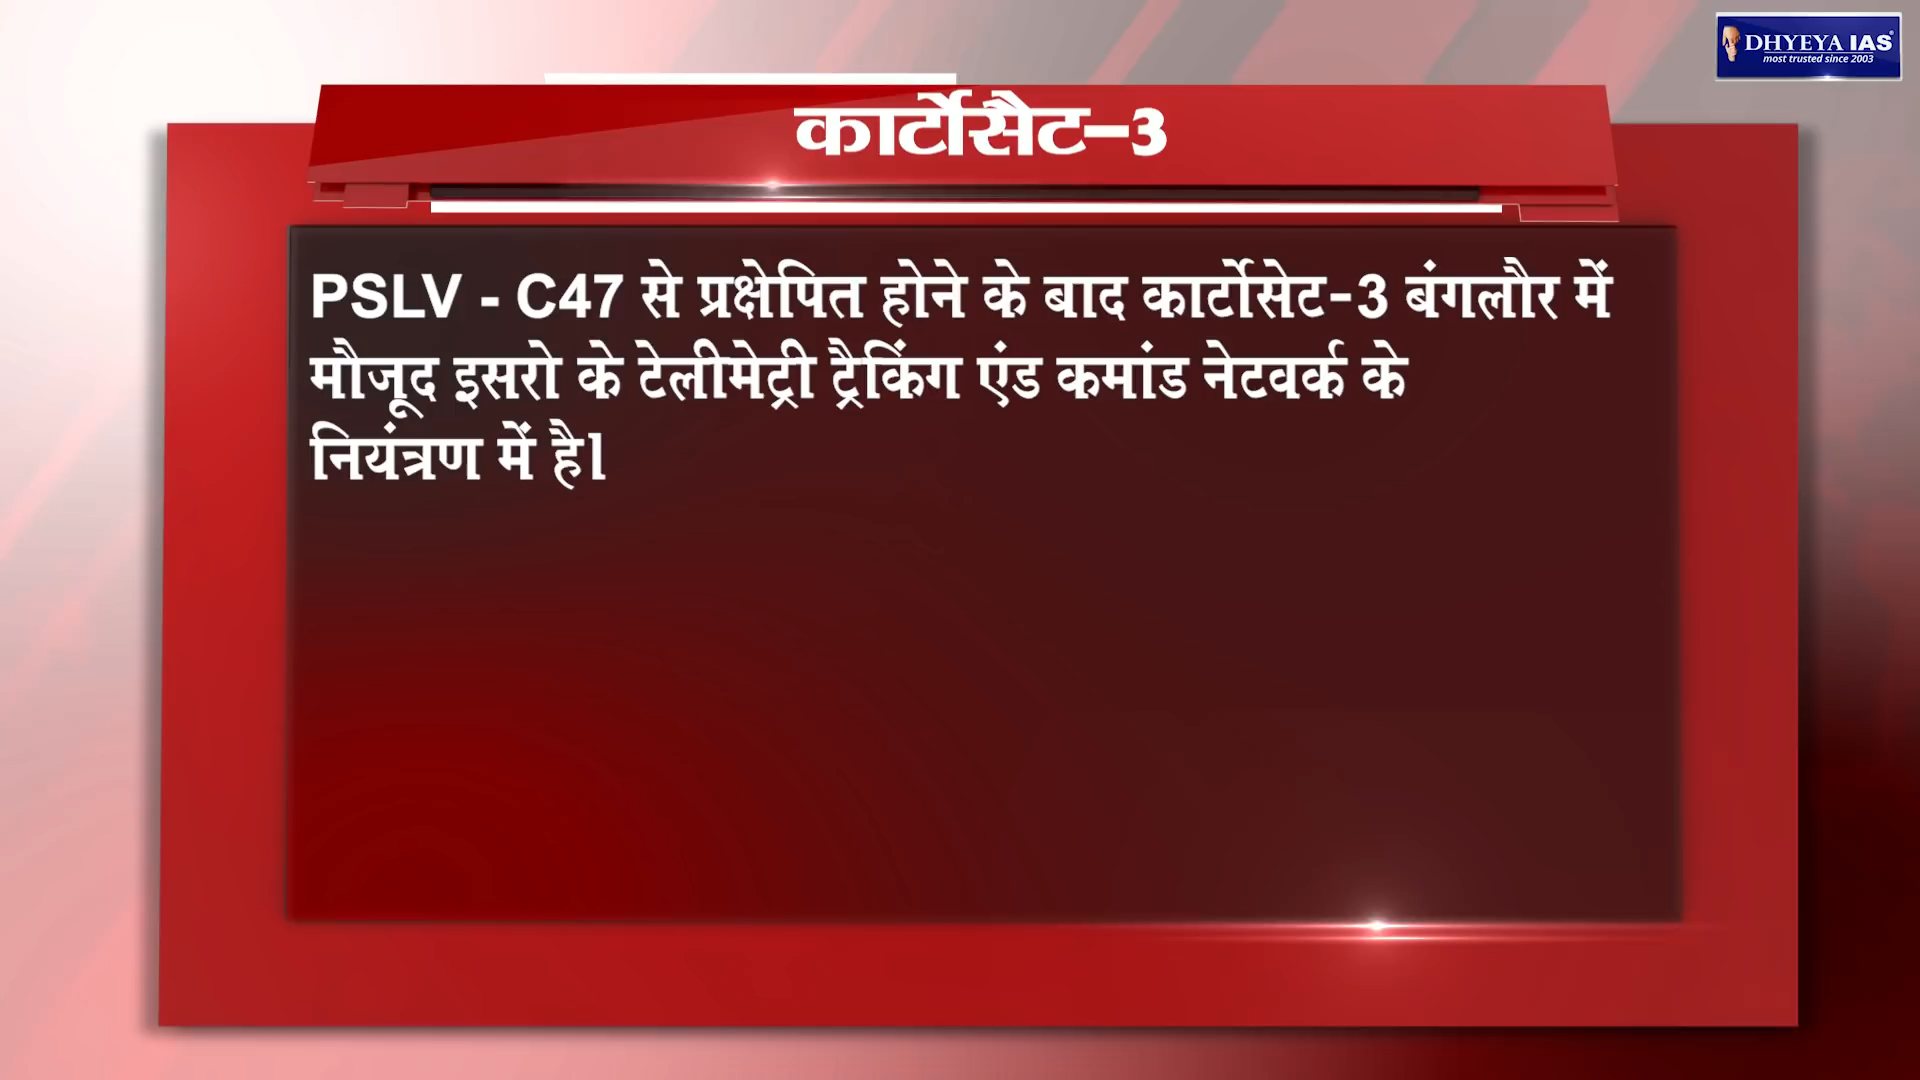 DHYEYA IAS®
most trusted since 2003
कार्टोसैट–3
PSLV - C47 से प्रक्षेपित होने के बाद कार्टोसेट-3 बंगलौर में
मौजूद इसरो के टेलीमेट्री ट्रैकिंग एंड कमांड नेटवर्क के
नियंत्रण में है।